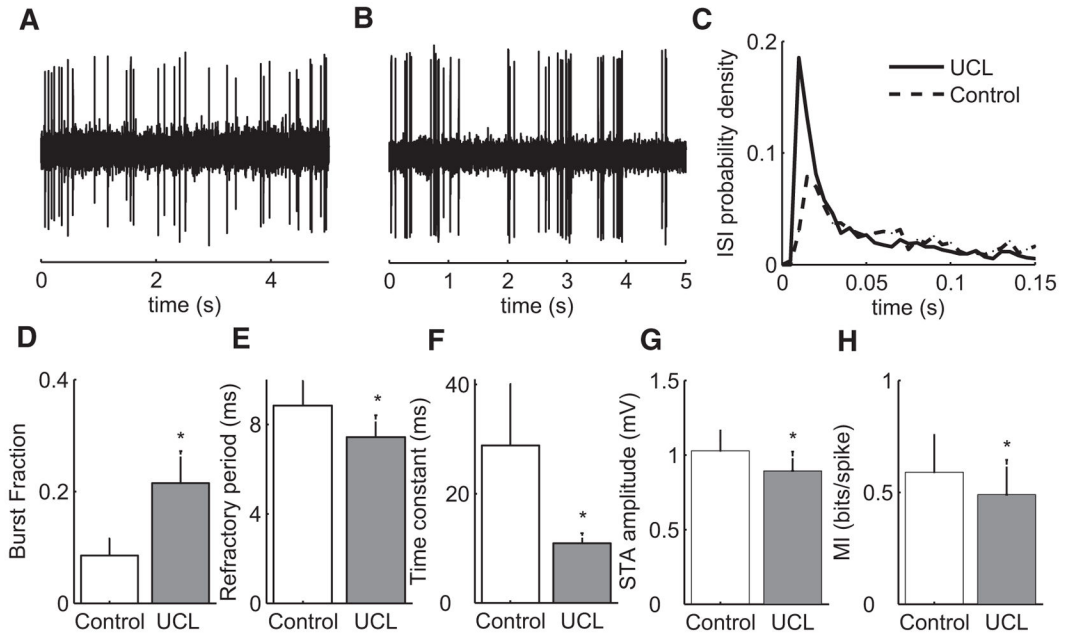 A
B
C
0 2 4
time (s)
0 1 2 3 4 5
time (s)
ISI probability density
0.2
0.1
0
UCL
Control
0 0.05 0.1 0.15
time (s)
D
Burst Fraction
0.4
0.2
0
Control UCL
*
E
Refractory period (ms)
8
4
0
Control UCL
*
F
Time constant (ms)
40
20
0
Control UCL
*
G
STA amplitude (mV)
1.5
1
0.5
0
Control UCL
*
H
MI (bits/spike)
1
0.5
0
Control UCL
*